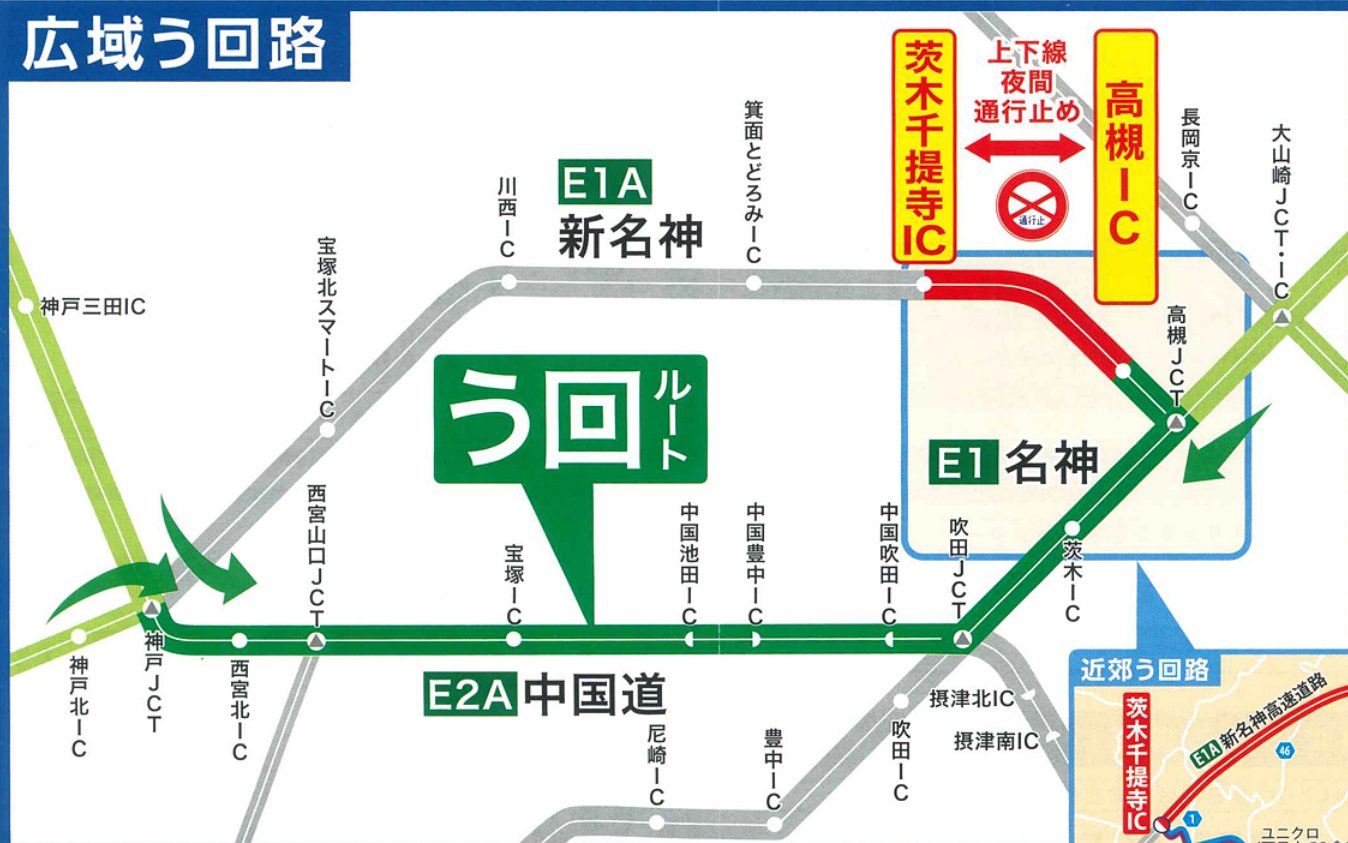 広域う回路
茨木千提寺IC
上下線
夜間
通行止め
通行止
高槻IC
長岡京IC
大山崎JCT・IC
箕面とどろみIC
E1A
新名神
川西IC
宝塚北スマートIC
神戸三田IC
高槻JCT
う回ルート
E1 名神
西宮山口JCT
宝塚IC
中国池田IC
中国豊中IC
中国吹田IC
吹田JCT
茨木IC
神戸北IC
神戸JCT
西宮北IC
E2A 中国道
尼崎IC
豊中IC
吹田IC
摂津北IC
摂津南IC
近郊う回路
茨木千提寺IC
E1A 新名神高速道路
46
1
ユニクロ